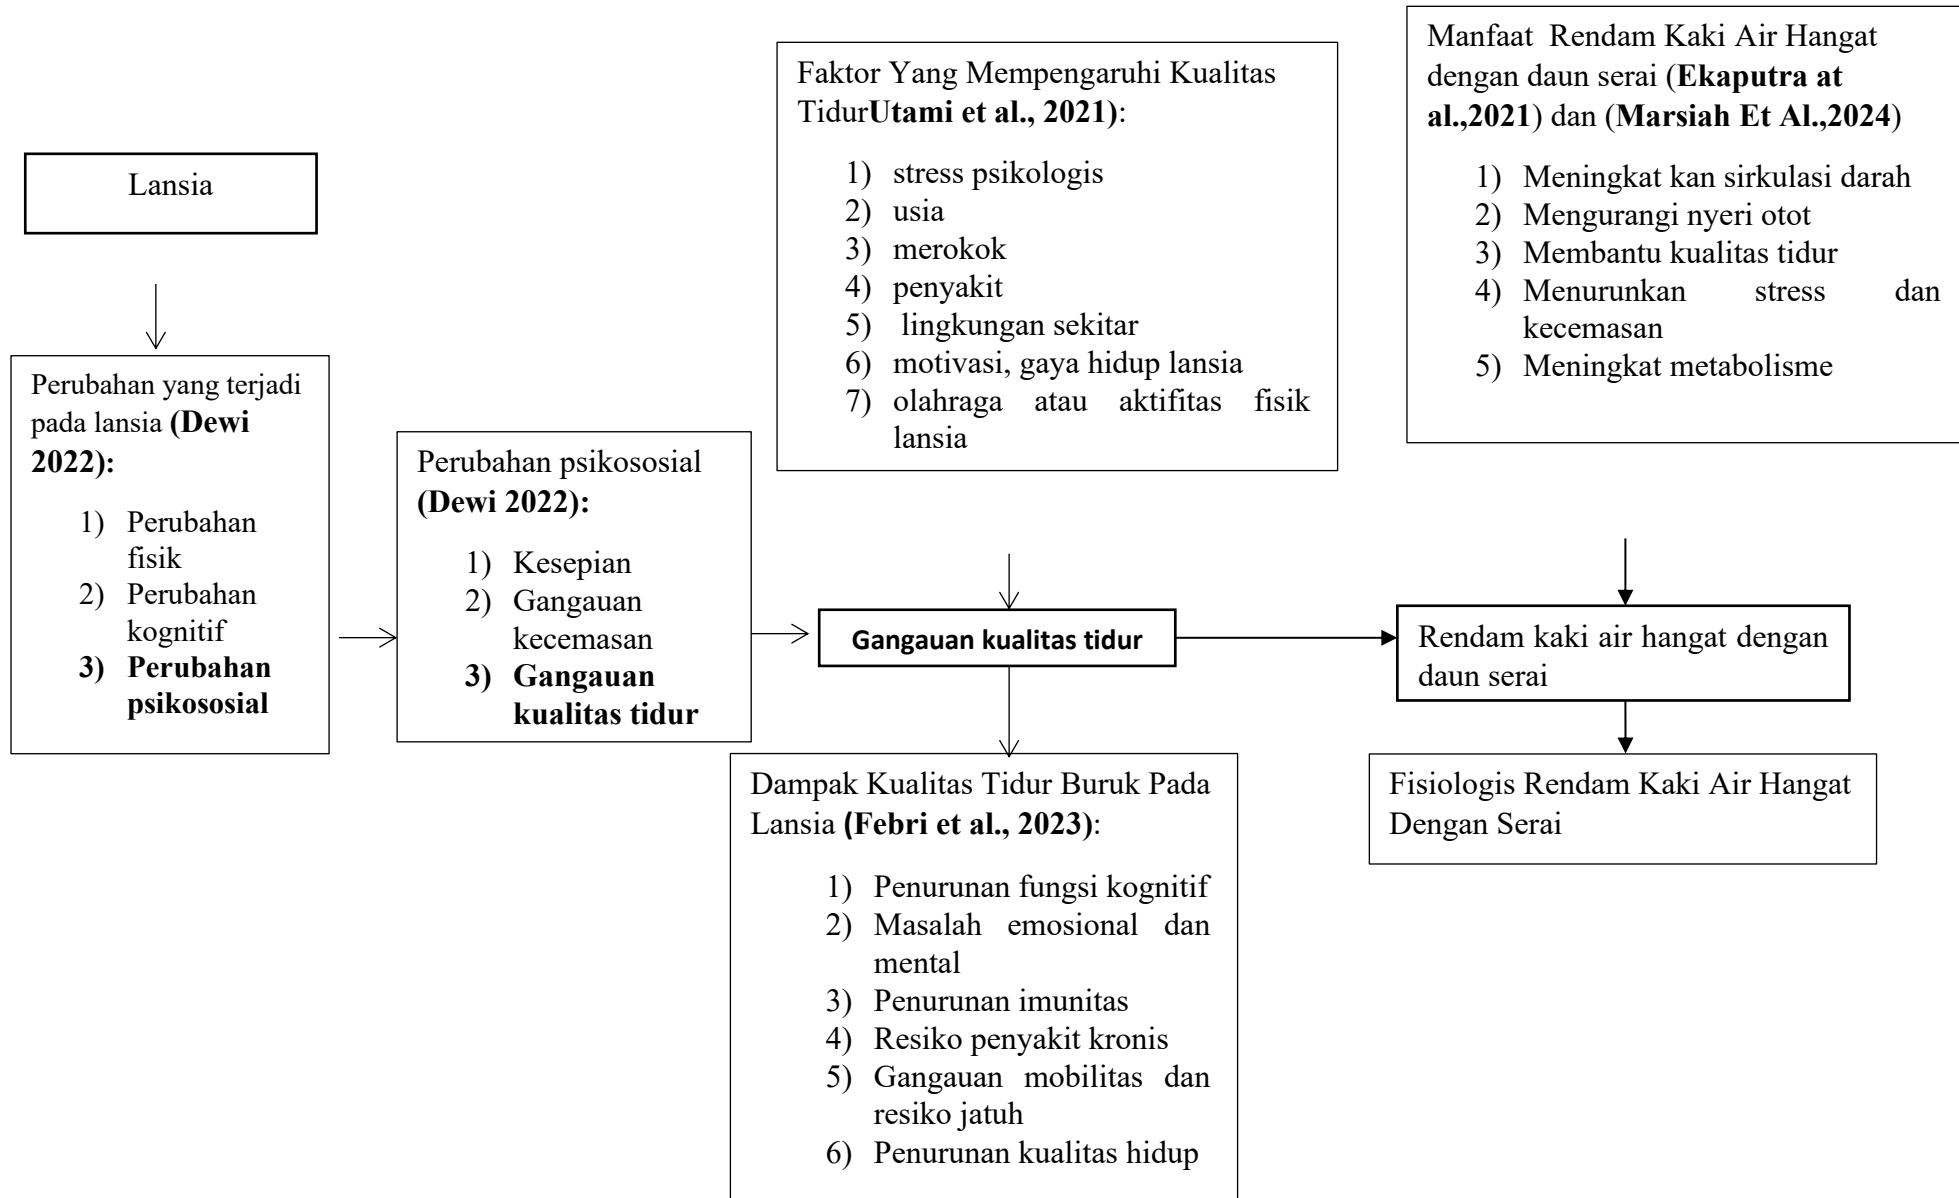 Lansia
Perubahan yang terjadi
pada lansia (Dewi
2022):
1) Perubahan
fisik
2) Perubahan
kognitif
3) Perubahan
psikososial
Perubahan psikososial
(Dewi 2022):
1) Kesepian
2) Gangauan
kecemasan
3) Gangauan
kualitas tidur
Faktor Yang Mempengaruhi Kualitas
TidurUtami et al., 2021):
1) stress psikologis
2) usia
3) merokok
4) penyakit
5) lingkungan sekitar
6) motivasi, gaya hidup lansia
7) olahraga atau aktifitas fisik
lansia
Gangauan kualitas tidur
Dampak Kualitas Tidur Buruk Pada
Lansia (Febri et al., 2023):
1) Penurunan fungsi kognitif
2) Masalah emosional dan
mental
3) Penurunan imunitas
4) Resiko penyakit kronis
5) Gangauan mobilitas dan
resiko jatuh
6) Penurunan kualitas hidup
Manfaat Rendam Kaki Air Hangat
dengan daun serai (Ekaputra at
al.,2021) dan (Marsiah Et Al.,2024)
1) Meningkat kan sirkulasi darah
2) Mengurangi nyeri otot
3) Membantu kualitas tidur
4) Menurunkan stress dan
kecemasan
5) Meningkat metabolisme
Rendam kaki air hangat dengan
daun serai
Fisiologis Rendam Kaki Air Hangat
Dengan Serai